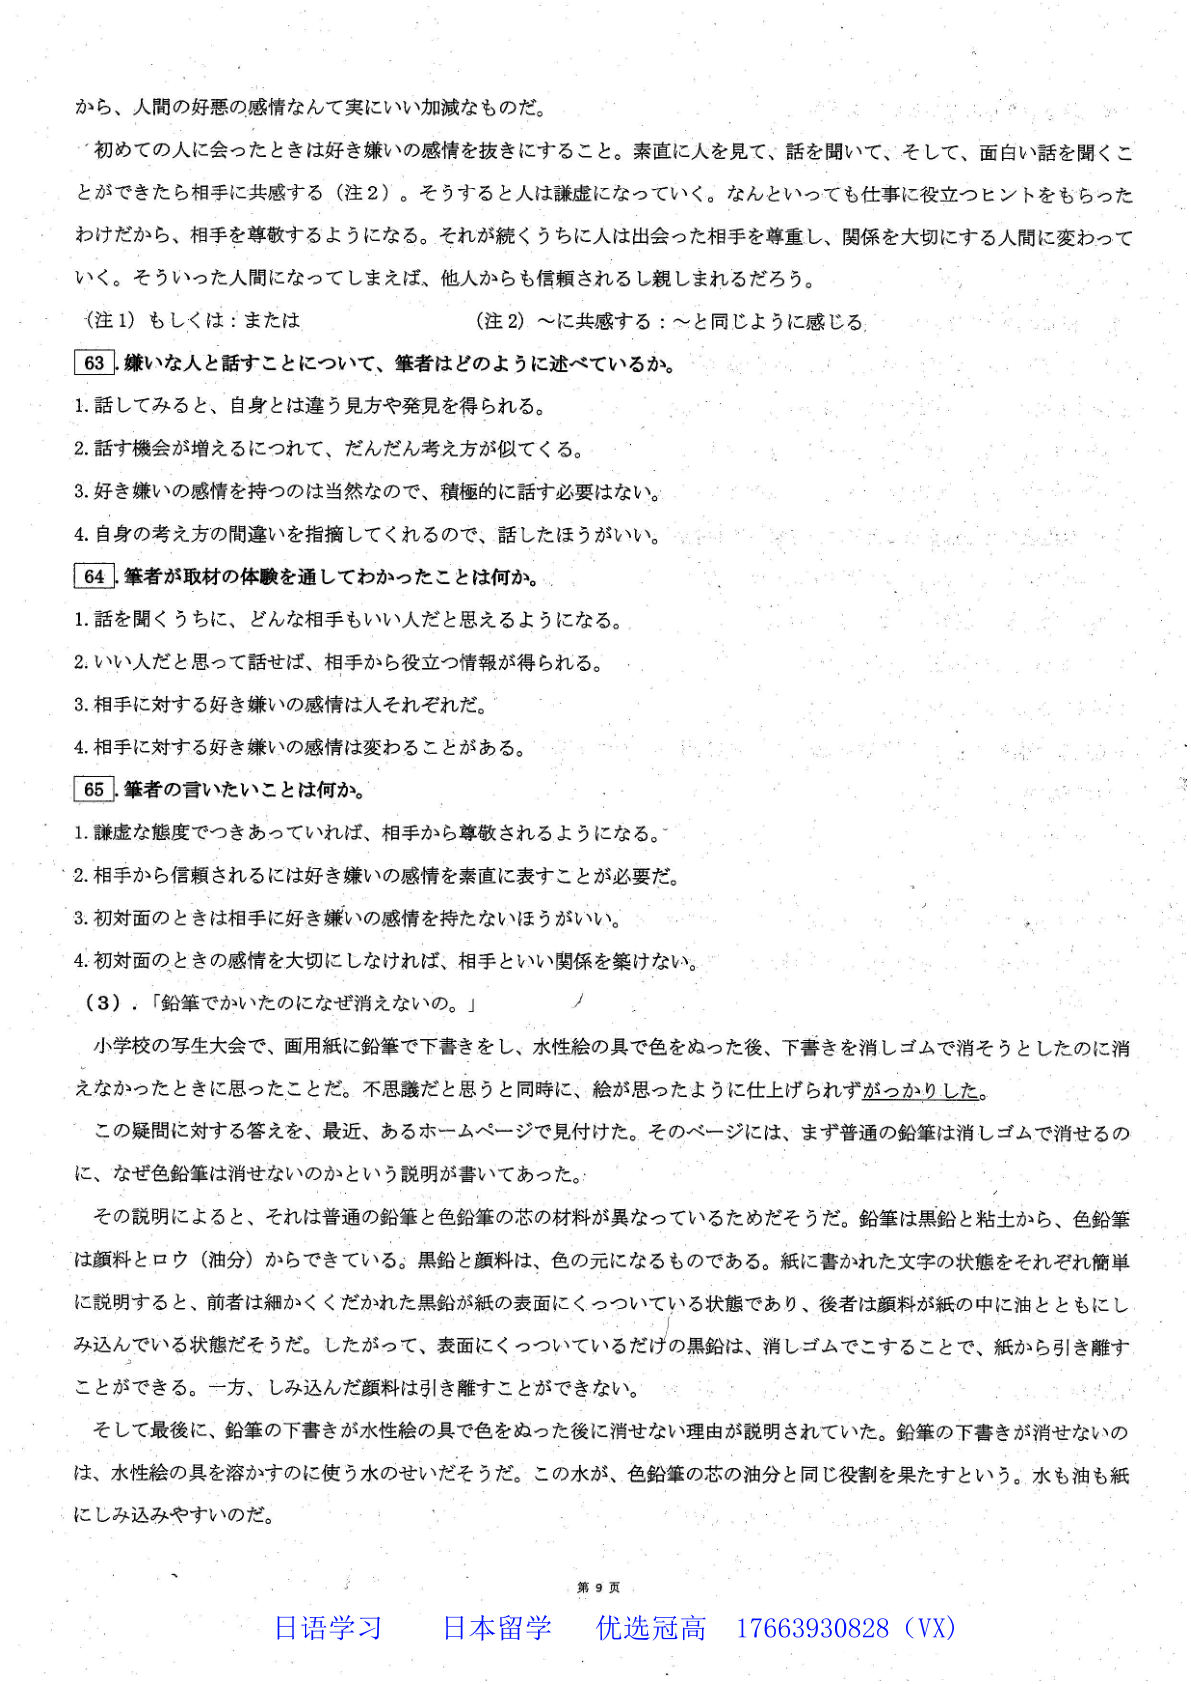 から、人間の好悪の感情なんて実にいい加減なものだ。
初めての人に会ったときは好き嫌いの感情を抜きにすること。素直に人を見て、話を聞いて、そして、面白い話を聞くこ
とができたら相手に共感する（注２）。そうすると人は謙虚になっていく。なんといっても仕事に役立つヒントをもらった
わけだから、相手を尊敬するようになる。それが続くうちに人は出会った相手を尊重し、関係を大切にする人間に変わって
いく。そういった人間になってしまえば、他人からも信頼されるし親しまれるだろう。
（注１）もしくは：または　（注２）～に共感する：～と同じように感じる
63.嫌いな人と話すことについて、筆者はどのように述べているか。
1.話してみると、自身とは違う見方や発見を得られる。
2.話す機会が増えるにつれて、だんだん考え方が似てくる。
3.好き嫌いの感情を持つのは当然なので、積極的に話す必要はない。
4.自身の考え方の間違いを指摘してくれるので、話したほうがいい。
64.筆者が取材の体験を通してわかったことは何か。
1.話を聞くうちに、どんな相手もいい人だと思えるようになる。
2.いい人だと思って話せば、相手から役立つ情報が得られる。
3.相手に対する好き嫌いの感情は人それぞれだ。
4.相手に対する好き嫌いの感情は変わることがある。
65.筆者の言いたいことは何か。
1.謙虚な態度でつきあっていれば、相手から尊敬されるようになる。
2.相手から信頼されるには好き嫌いの感情を素直に表すことが必要だ。
3.初対面のときは相手に好き嫌いの感情を持たないほうがいい。
4.初対面のときの感情を大切にしなければ、相手といい関係を築けない。
（3）.「鉛筆でかいたのになぜ消えないの。」
小学校の写生大会で、画用紙に鉛筆で下書きをし、水性絵の具で色をぬった後、下書きを消しゴムで消そうとしたのに消
えなかったときに思ったことだ。不思議だと思うと同時に、絵が思ったように仕上げられずがっかりした。
この疑問に対する答えを、最近、あるホームページで見付けた。そのページには、まず普通の鉛筆は消しゴムで消せるの
に、なぜ色鉛筆は消せないのかという説明が書いてあった。
その説明によると、それは普通の鉛筆と色鉛筆の芯の材料が異なっているためだそうだ。鉛筆は黒鉛と粘土から、色鉛筆
は顔料とロウ（油分）からできている。黒鉛と顔料は、色の元になるものである。紙に書かれた文字の状態をそれぞれ簡単
に説明すると、前者は細かくくだかれた黒鉛が紙の表面にくっついている状態であり、後者は顔料が紙の中に油とともにし
み込んでいる状態だそうだ。したがって、表面にくっついているだけの黒鉛は、消しゴムでこすることで、紙から引き離す
ことができる。一方、しみ込んだ顔料は引き離すことができない。
そして最後に、鉛筆の下書きが水性絵の具で色をぬった後に消せない理由が説明されていた。鉛筆の下書きが消せないの
は、水性絵の具を溶かすのに使う水のせいだそうだ。この水が、色鉛筆の芯の油分と同じ役割を果たすという。水も油も紙
にしみ込みやすいのだ。
第 9 页
日语学习　日本留学　优选冠高　17663930828（VX）